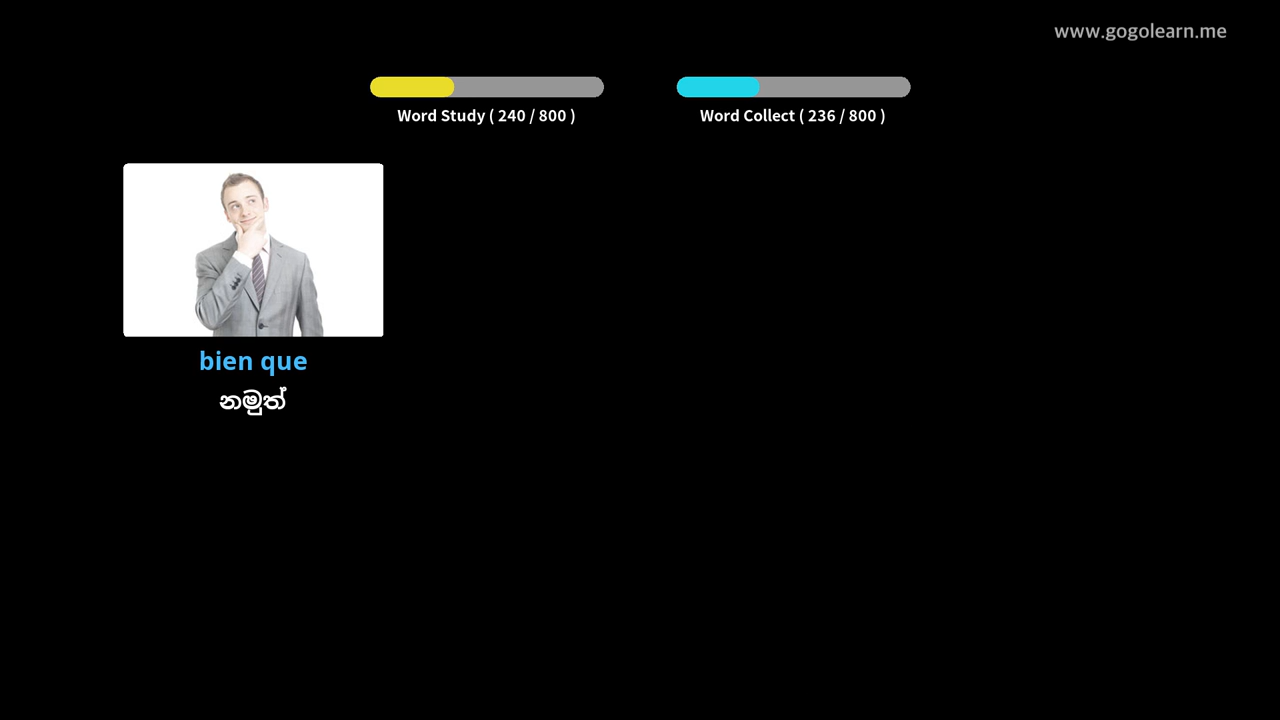 www.gogolearn.me
Word Study ( 240 / 800 )
Word Collect ( 236 / 800 )
bien que
නමුත්